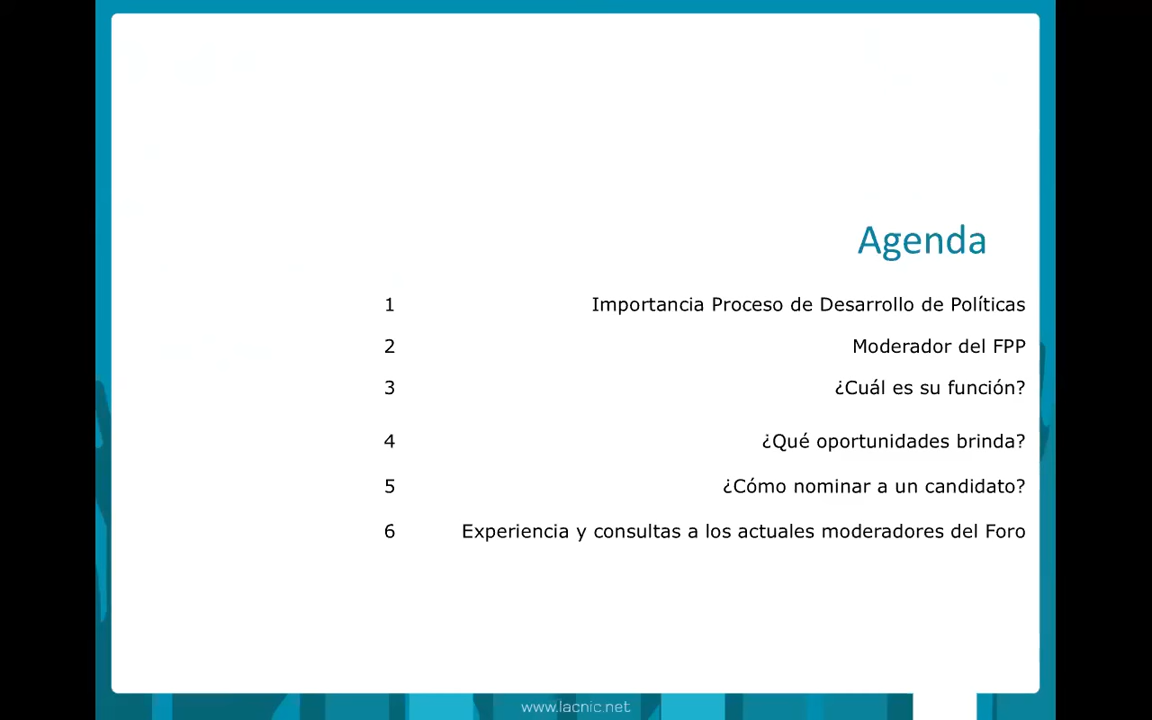 Agenda
1 Importancia Proceso de Desarrollo de Políticas
2 Moderador del FPP
3 ¿Cuál es su función?
4 ¿Qué oportunidades brinda?
5 ¿Cómo nominar a un candidato?
6 Experiencia y consultas a los actuales moderadores del Foro
www.lacnic.net